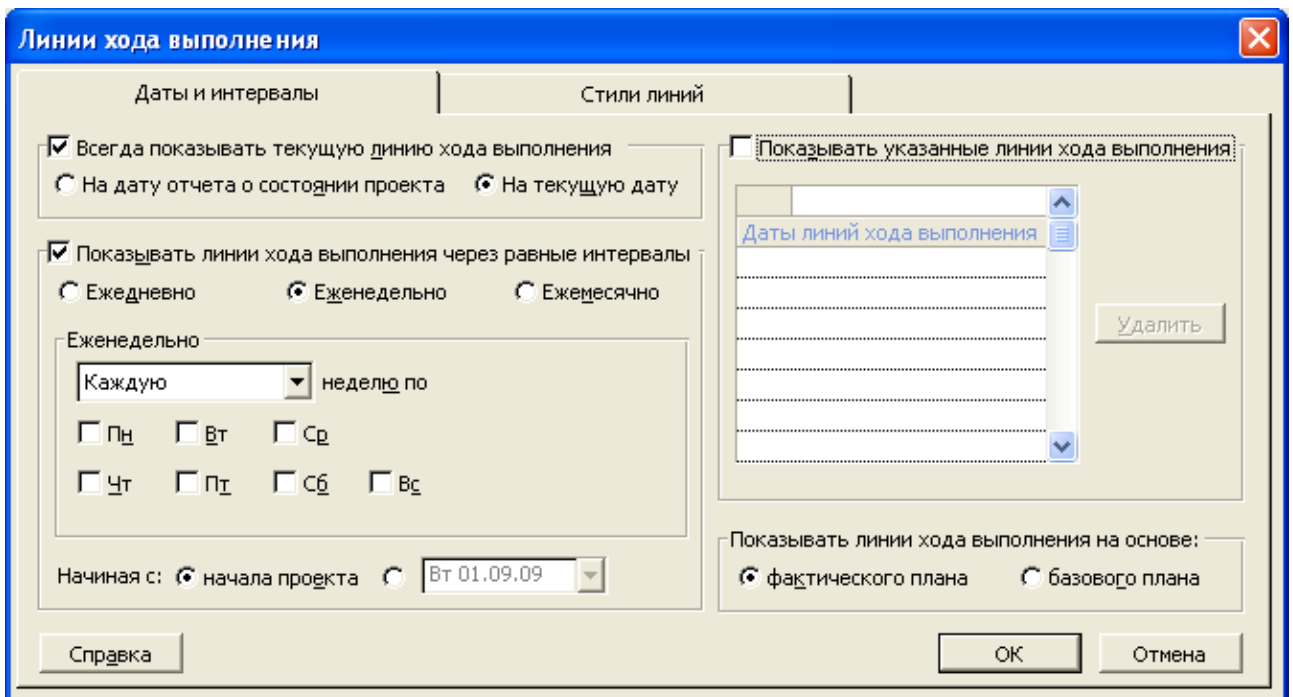 Линии хода выполнения
Даты и интервалы
Стили линий
Всегда показывать текущую линию хода выполнения
На дату отчета о состоянии проекта
На текущую дату
Показывать линии хода выполнения через равные интервалы
Ежедневно
Еженедельно
Ежемесячно
Еженедельно
Каждую
неделю по
Пн
Вт
Ср
Чт
Пт
Сб
Вс
Начиная с:
начала проекта
Вт 01.09.09
Показывать указанные линии хода выполнения
Даты линий хода выполнения
Удалить
Показывать линии хода выполнения на основе:
фактического плана
базового плана
Справка
ОК
Отмена